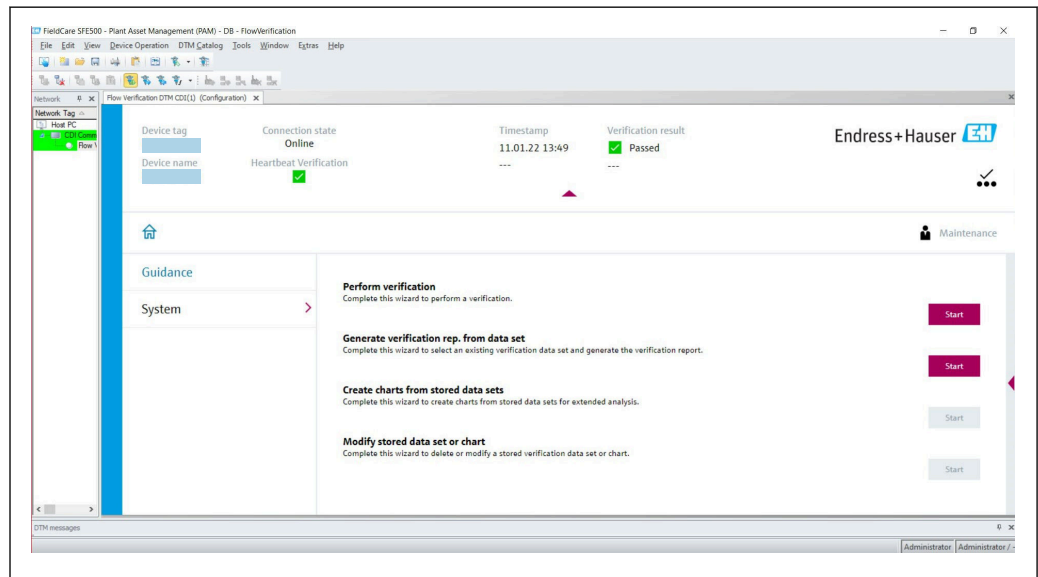 FieldCare SFE500 - Plant Asset Management (PAM) - DB - FlowVerification
File Edit View Device Operation DTM Catalog Tools Window Extras Help
Network
Flow Verification DTM CDI(1) (Configuration)
Network Tag
Host PC
CDI Comm
Flow V
Device tag
Connection state
Online
Timestamp
11.01.22 13:49
Verification result
Passed
Endress+Hauser EH
Device name
Heartbeat Verification
---
---
Maintenance
Guidance
System
Perform verification
Complete this wizard to perform a verification.
Start
Generate verification rep. from data set
Complete this wizard to select an existing verification data set and generate the verification report.
Start
Create charts from stored data sets
Complete this wizard to create charts from stored data sets for extended analysis.
Start
Modify stored data set or chart
Complete this wizard to delete or modify a stored verification data set or chart.
Start
DTM messages
Administrator Administrator / -